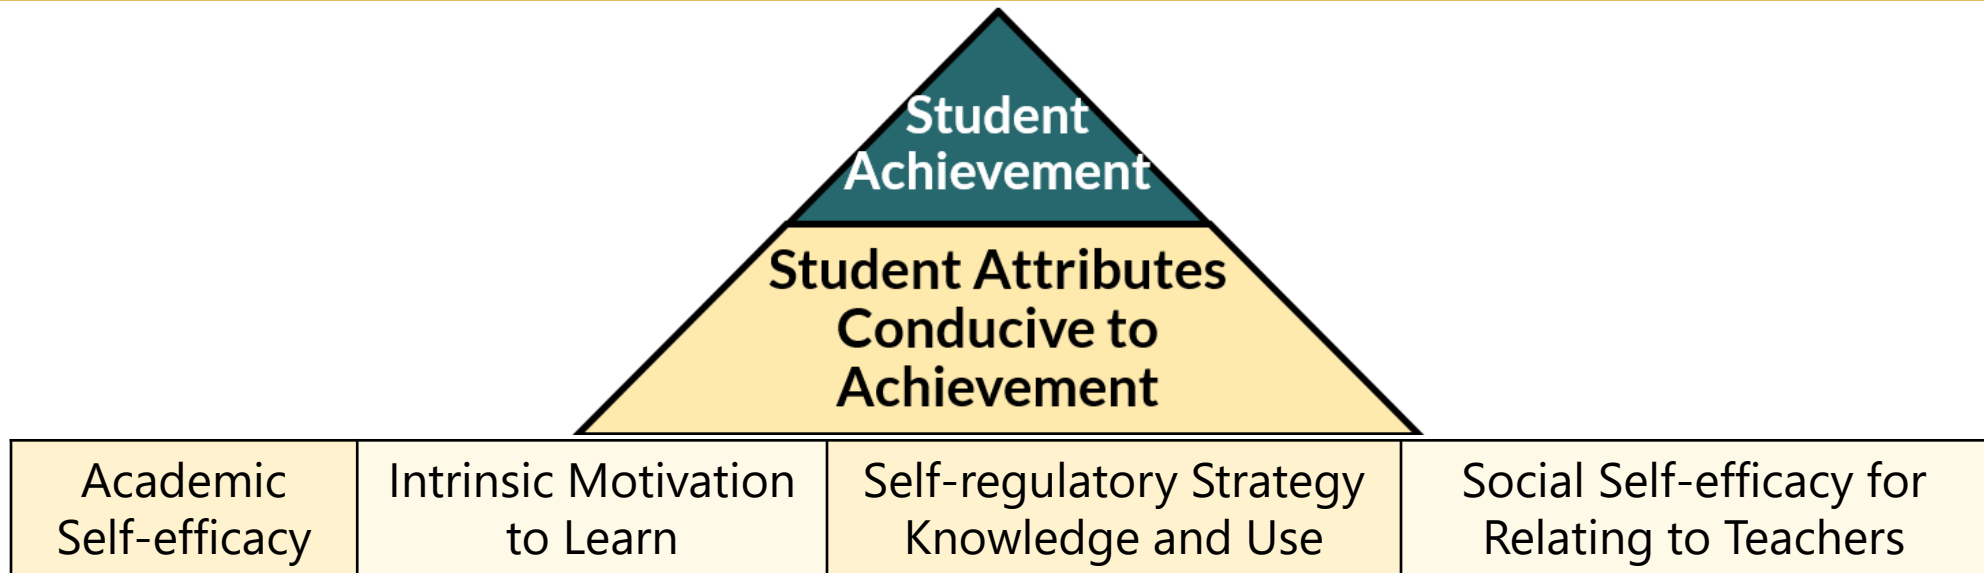 Student
Achievement
Student Attributes
Conducive to
Achievement
Academic
Self-efficacy
Intrinsic Motivation
to Learn
Self-regulatory Strategy
Knowledge and Use
Social Self-efficacy for
Relating to Teachers